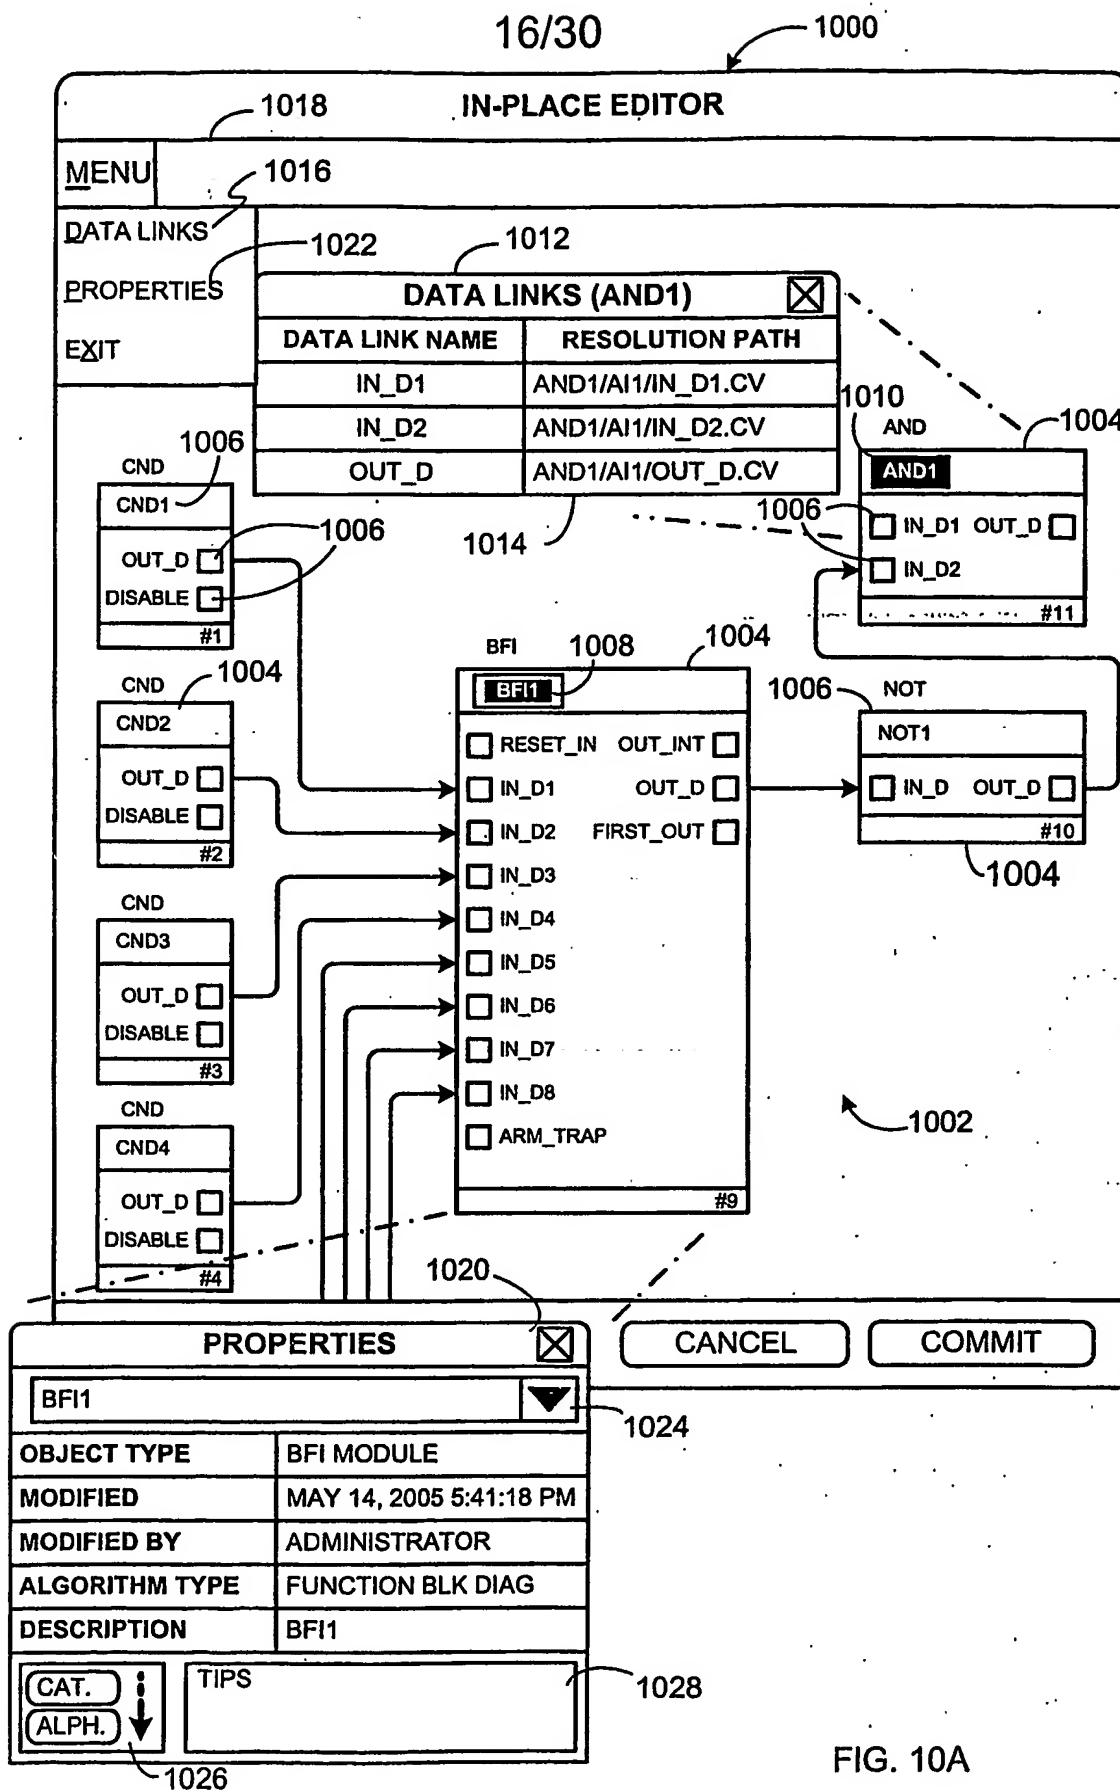 16/30
1000
IN-PLACE EDITOR
1018
MENU
1016
DATA LINKS
1022
PROPERTIES
EXIT
1012
DATA LINKS (AND1)
DATA LINK NAME RESOLUTION PATH
IN_D1 AND1/AI1/IN_D1.CV
IN_D2 AND1/AI1/IN_D2.CV
OUT_D AND1/AI1/OUT_D.CV
1014
1010
AND
1004
AND1
1006
IN_D1 OUT_D
IN_D2
#11
CND
1006
CND1
1006
OUT_D
DISABLE
#1
CND
1004
CND2
OUT_D
DISABLE
#2
CND
CND3
OUT_D
DISABLE
#3
CND
CND4
OUT_D
DISABLE
#4
BFI
1008
1004
BFI1
RESET_IN OUT_INT
IN_D1 OUT_D
IN_D2 FIRST_OUT
IN_D3
IN_D4
IN_D5
IN_D6
IN_D7
IN_D8
ARM_TRAP
#9
1006
NOT
NOT1
IN_D OUT_D
#10
1004
1002
1020
PROPERTIES
CANCEL
COMMIT
BFI1
1024
OBJECT TYPE BFI MODULE
MODIFIED MAY 14, 2005 5:41:18 PM
MODIFIED BY ADMINISTRATOR
ALGORITHM TYPE FUNCTION BLK DIAG
DESCRIPTION BFI1
CAT.
ALPH.
TIPS
1028
1026
FIG. 10A